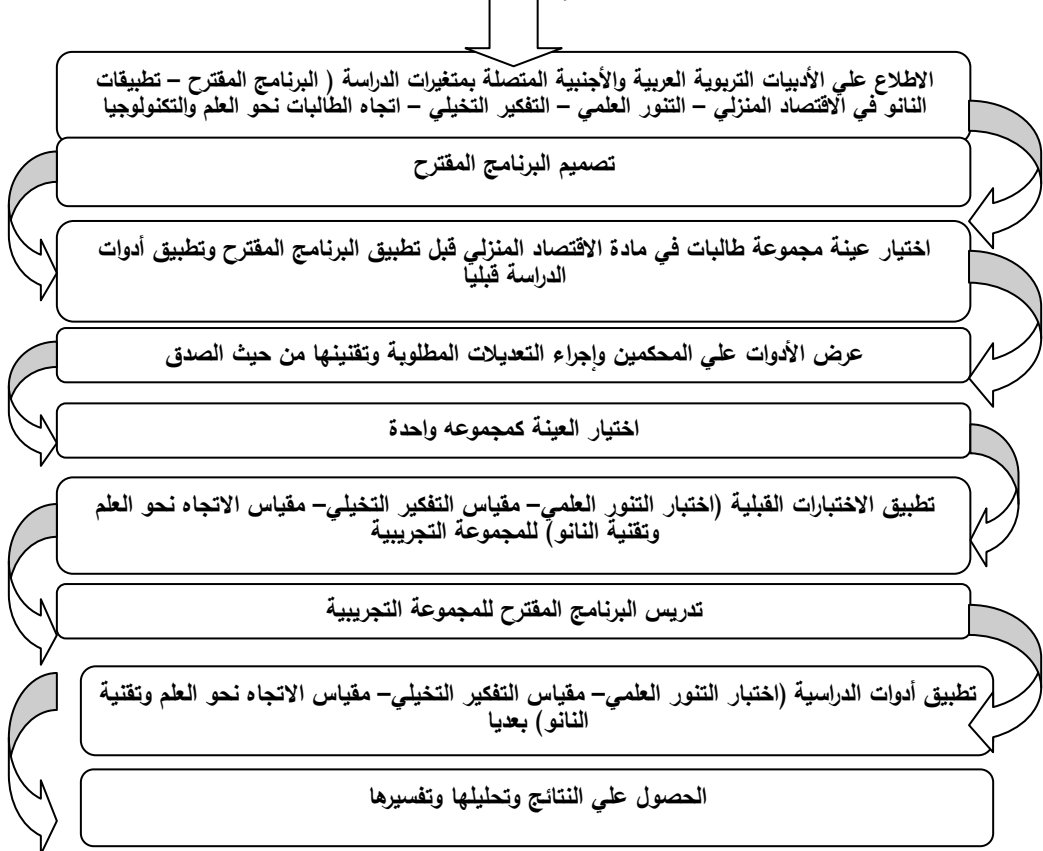 الاطلاع علي الأدبيات التربوية العربية والأجنبية المتصلة بمتغيرات الدراسة ( البرنامج المقترح – تطبيقات
النانو في الاقتصاد المنزلي – التنور العلمي – التفكير التخيلي – اتجاه الطالبات نحو العلم والتكنولوجيا
تصميم البرنامج المقترح
اختيار عينة مجموعة طالبات في مادة الاقتصاد المنزلي قبل تطبيق البرنامج المقترح وتطبيق أدوات
الدراسة قبليا
عرض الأدوات علي المحكمين وإجراء التعديلات المطلوبة وتقنينها من حيث الصدق
اختيار العينة كمجموعه واحدة
تطبيق الاختبارات القبلية (اختبار التنور العلمي– مقياس التفكير التخيلي– مقياس الاتجاه نحو العلم
وتقنية النانو) للمجموعة التجريبية
تدريس البرنامج المقترح للمجموعة التجريبية
تطبيق أدوات الدراسية (اختبار التنور العلمي– مقياس التفكير التخيلي– مقياس الاتجاه نحو العلم وتقنية
النانو) بعديا
الحصول علي النتائج وتحليلها وتفسيرها